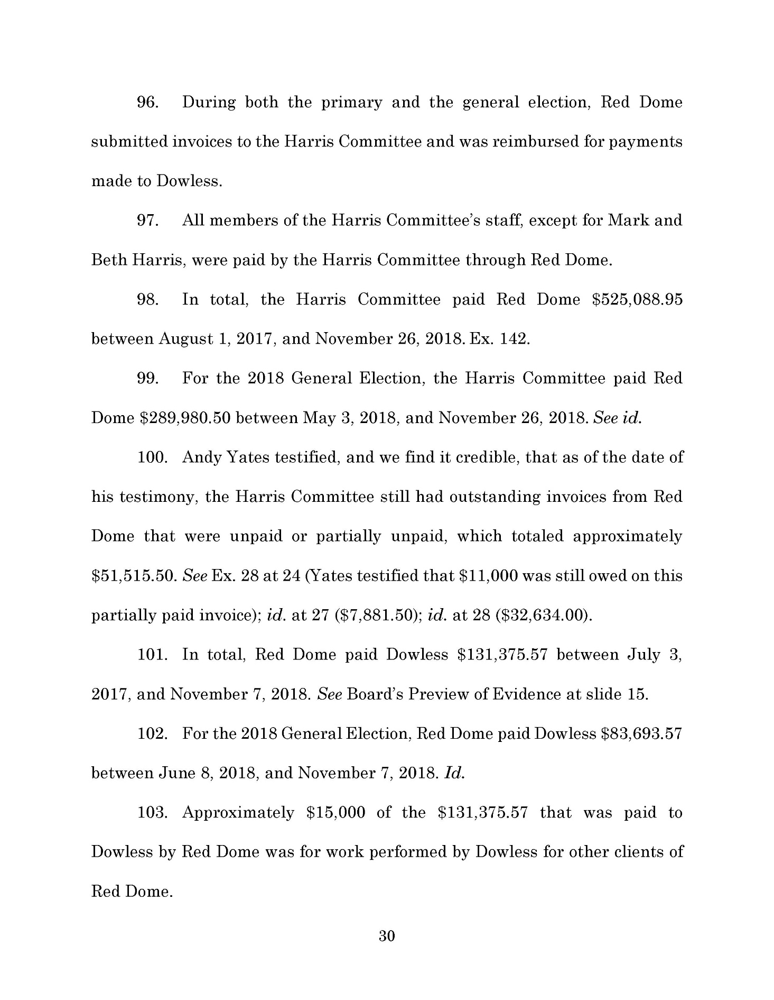 96. During both the primary and the general election, Red Dome
submitted invoices to the Harris Committee and was reimbursed for payments
made to Dowless.
97. All members of the Harris Committee’s staff, except for Mark and
Beth Harris, were paid by the Harris Committee through Red Dome.
98. In total, the Harris Committee paid Red Dome $525,088.95
between August 1, 2017, and November 26, 2018. Ex. 142.
99. For the 2018 General Election, the Harris Committee paid Red
Dome $289,980.50 between May 3, 2018, and November 26, 2018. See id.
100. Andy Yates testified, and we find it credible, that as of the date of
his testimony, the Harris Committee still had outstanding invoices from Red
Dome that were unpaid or partially unpaid, which totaled approximately
$51,515.50. See Ex. 28 at 24 (Yates testified that $11,000 was still owed on this
partially paid invoice); id. at 27 ($7,881.50); id. at 28 ($32,634.00).
101. In total, Red Dome paid Dowless $131,375.57 between July 3,
2017, and November 7, 2018. See Board’s Preview of Evidence at slide 15.
102. For the 2018 General Election, Red Dome paid Dowless $83,693.57
between June 8, 2018, and November 7, 2018. Id.
103. Approximately $15,000 of the $131,375.57 that was paid to
Dowless by Red Dome was for work performed by Dowless for other clients of
Red Dome.
30